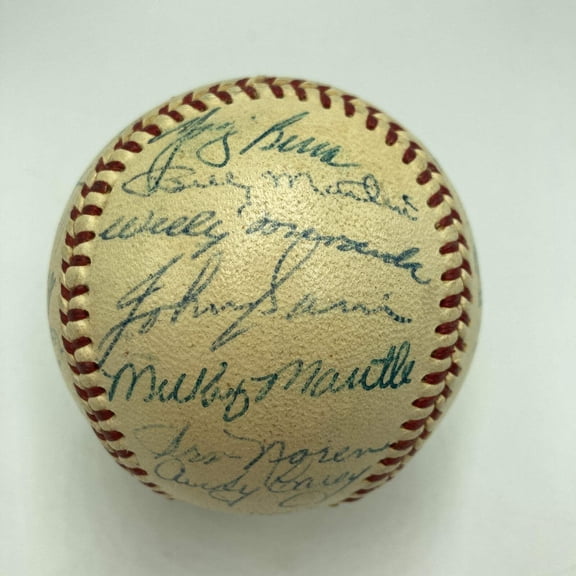 Yogi Berra
Billy Martin
Willy Miranda
Johnny Sain
Mickey Mantle
Irv Noren
Andy Carey